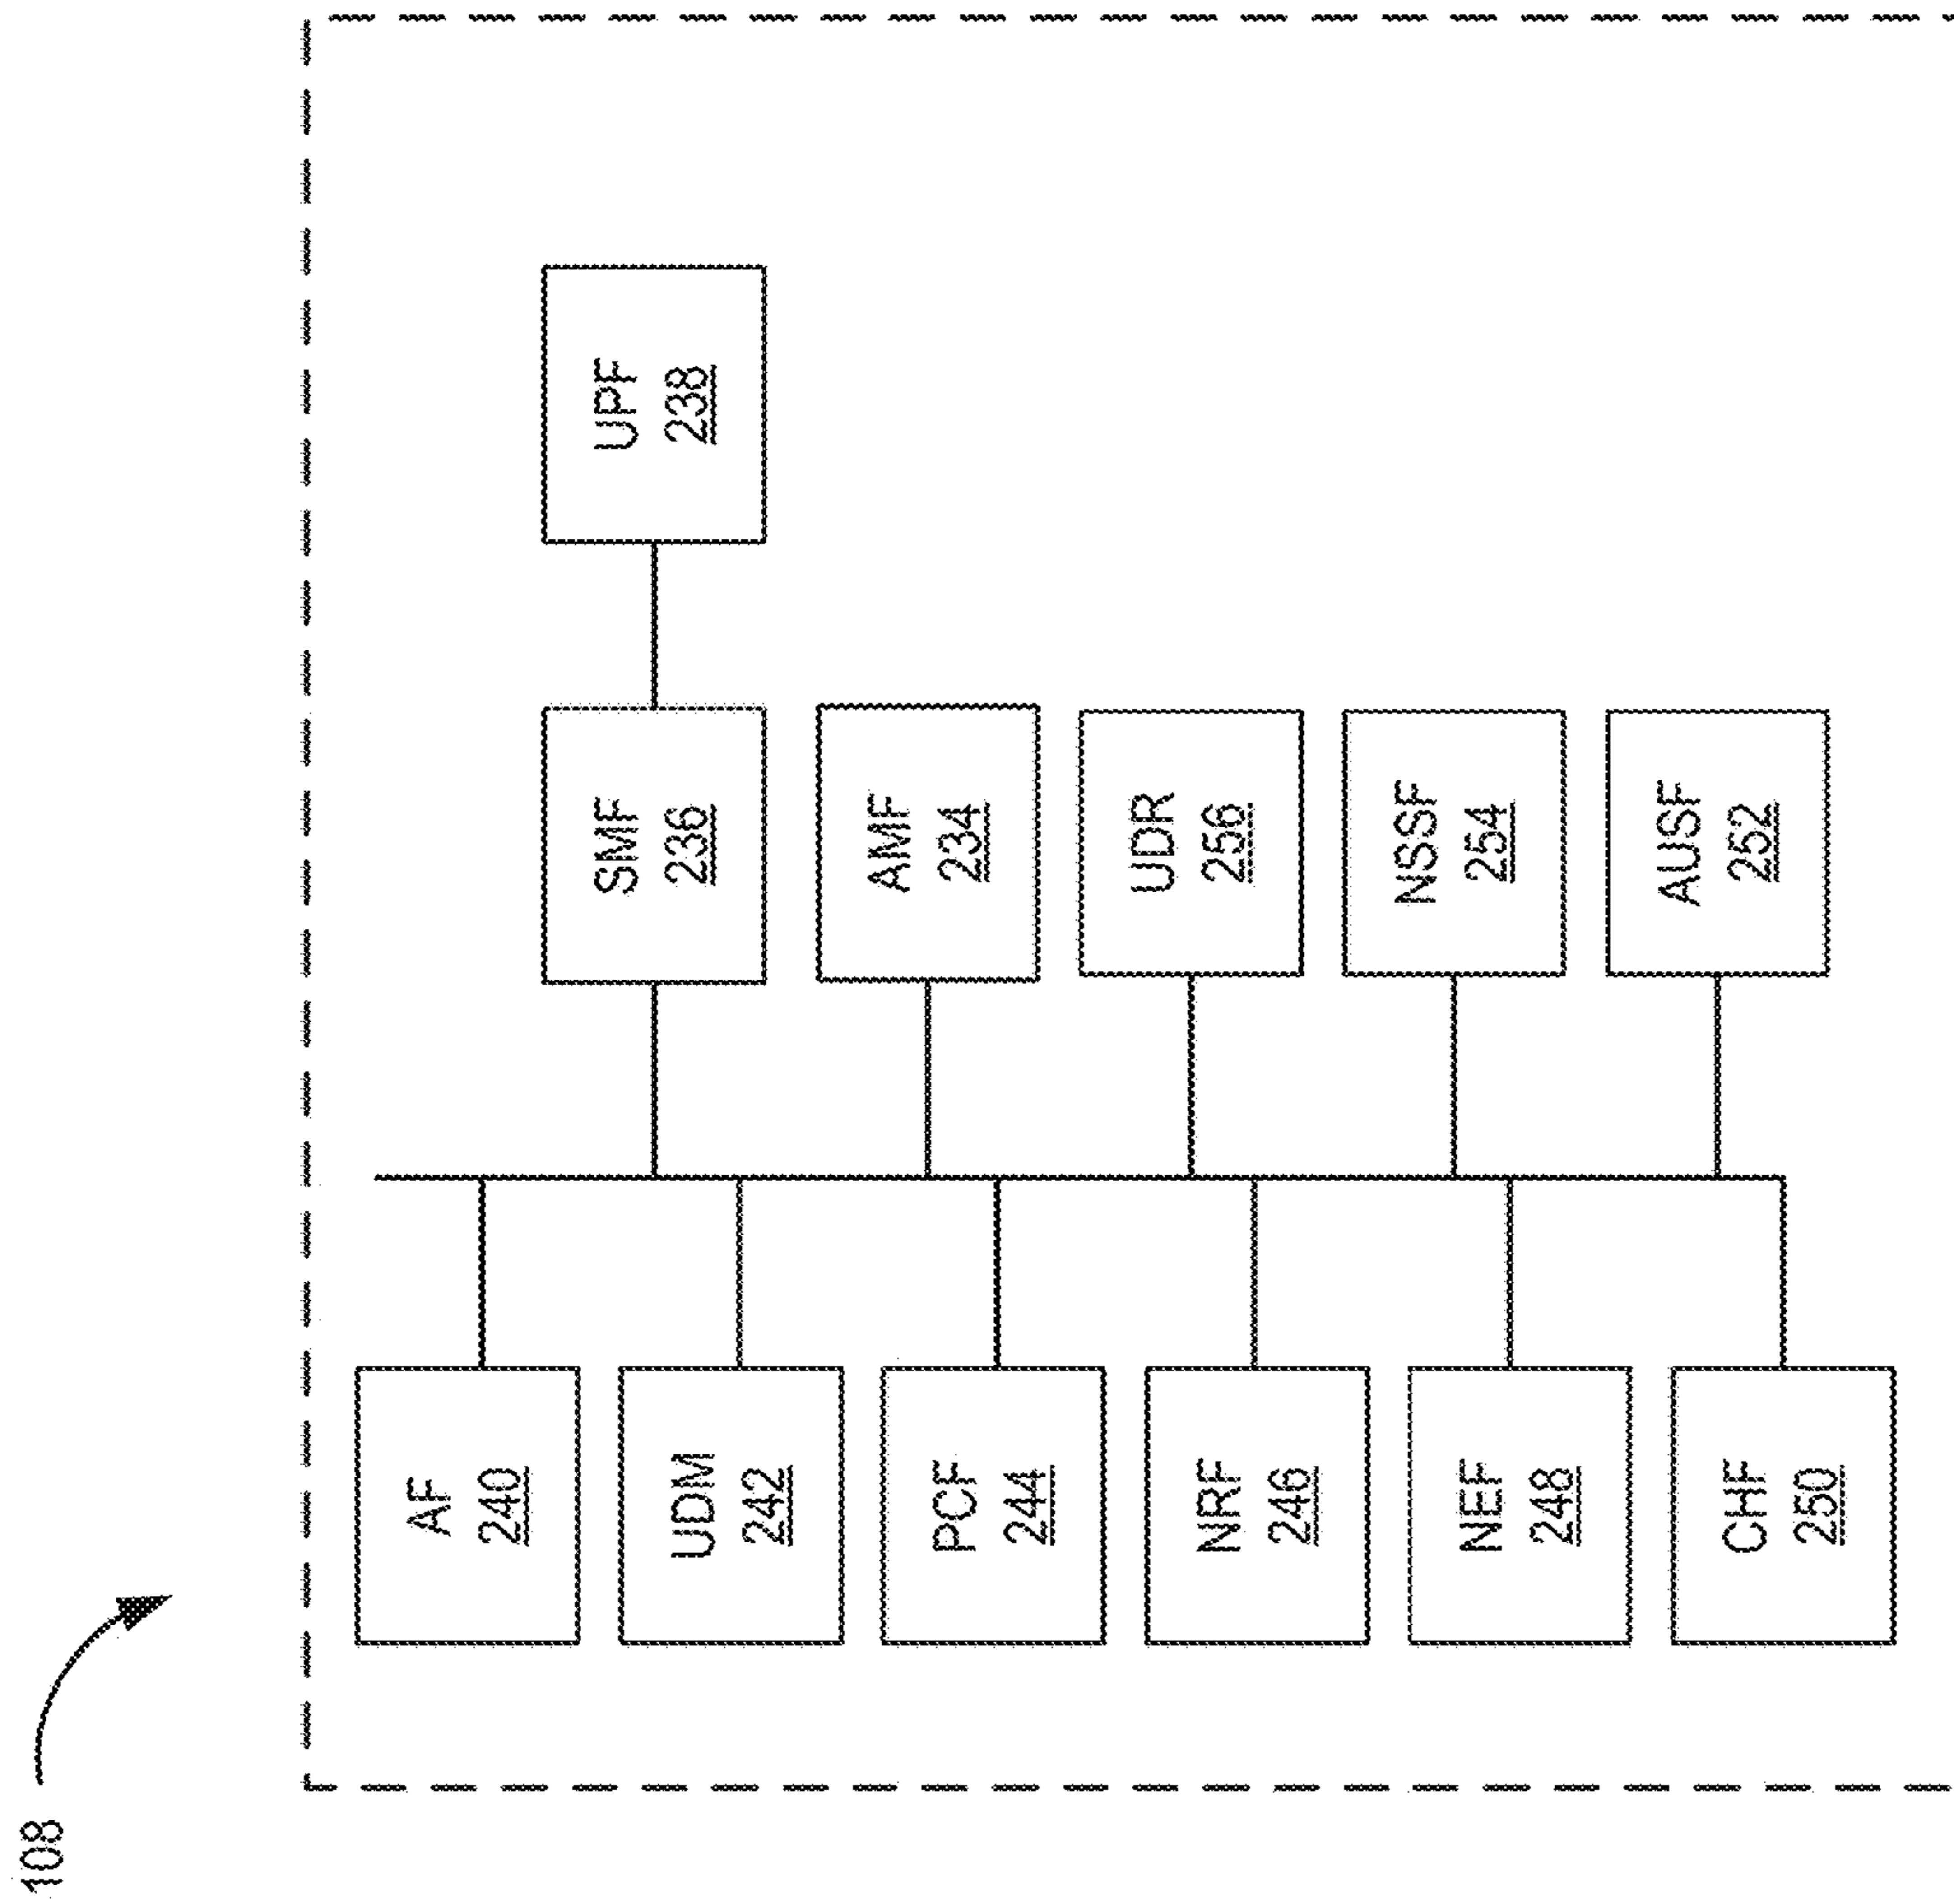 108
AF
240
UDM
242
PCF
244
NRF
246
NEF
248
CHF
250
SMF
236
AMF
234
UDR
256
NSSF
254
AUSF
252
UPF
238